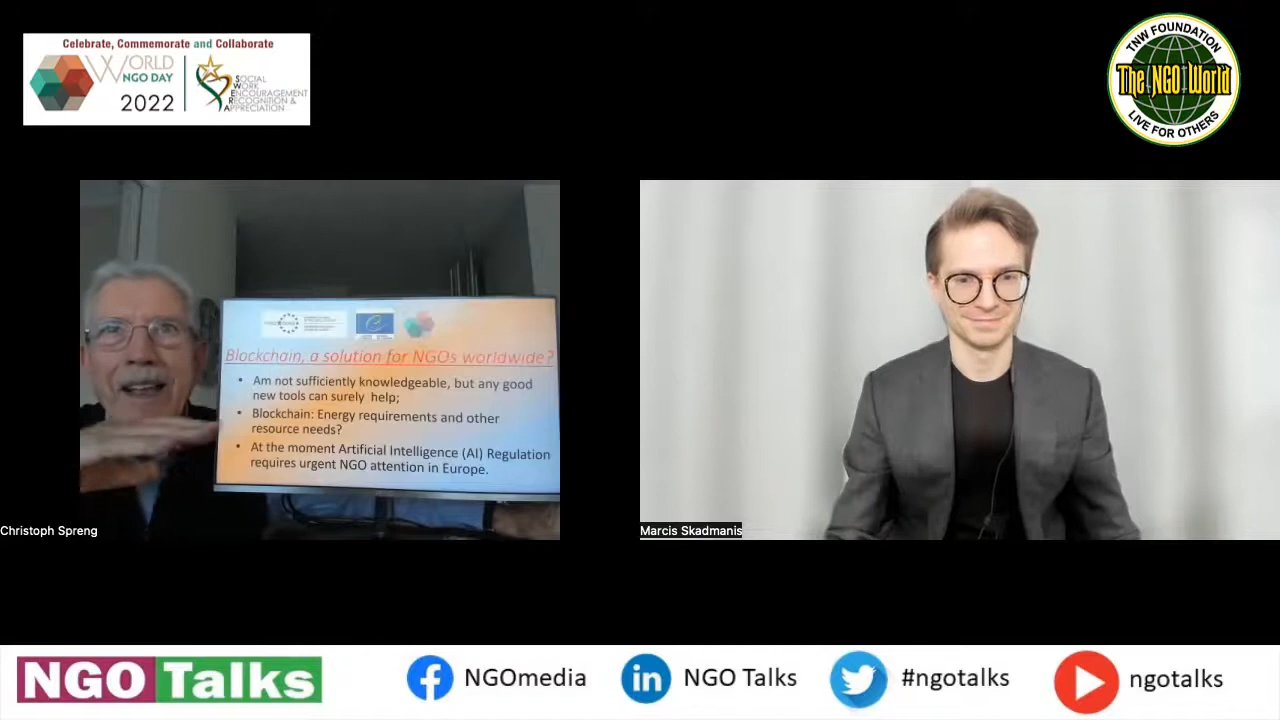 Celebrate, Commemorate and Collaborate
WORLD
NGO DAY
2022
SOCIAL
WORK
ENCOURAGEMENT
RECOGNITION &
APPRECIATION
TNW FOUNDATION
The NGO World
LIVE FOR OTHERS
Blockchain, a solution for NGOs worldwide?
• Am not sufficiently knowledgeable, but any good
new tools can surely help;
• Blockchain: Energy requirements and other
resource needs?
• At the moment Artificial Intelligence (AI) Regulation
requires urgent NGO attention in Europe.
Christoph Spreng
Marcis Skadmanis
NGO Talks
NGOmedia
in
NGO Talks
#ngotalks
ngotalks